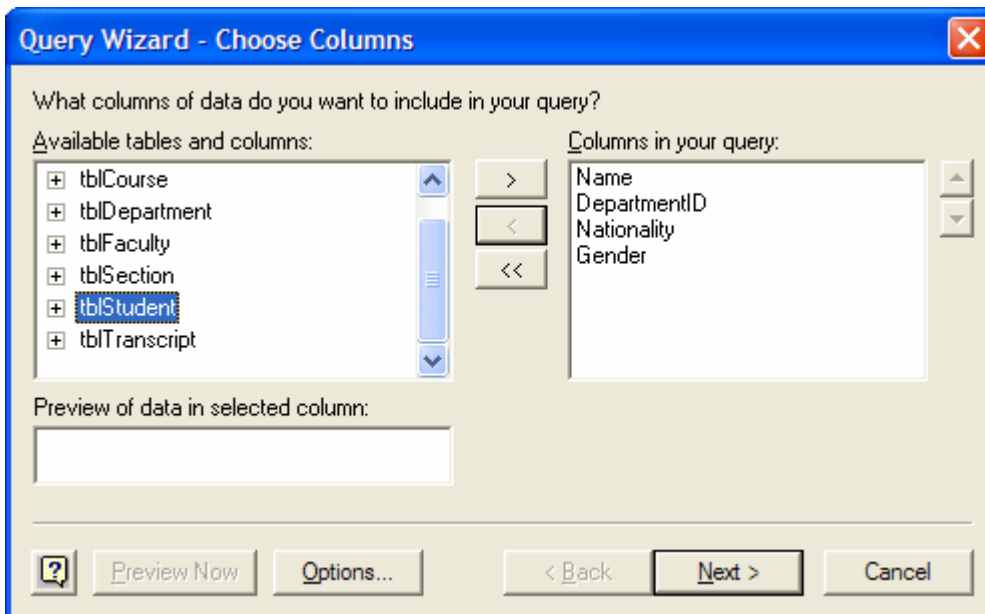 Query Wizard - Choose Columns
What columns of data do you want to include in your query?
Available tables and columns:
tblCourse
tblDepartment
tblFaculty
tblSection
tblStudent
tblTranscript
>
<
<<
Columns in your query:
Name
DepartmentID
Nationality
Gender
Preview of data in selected column:
? Preview Now Options... < Back Next > Cancel